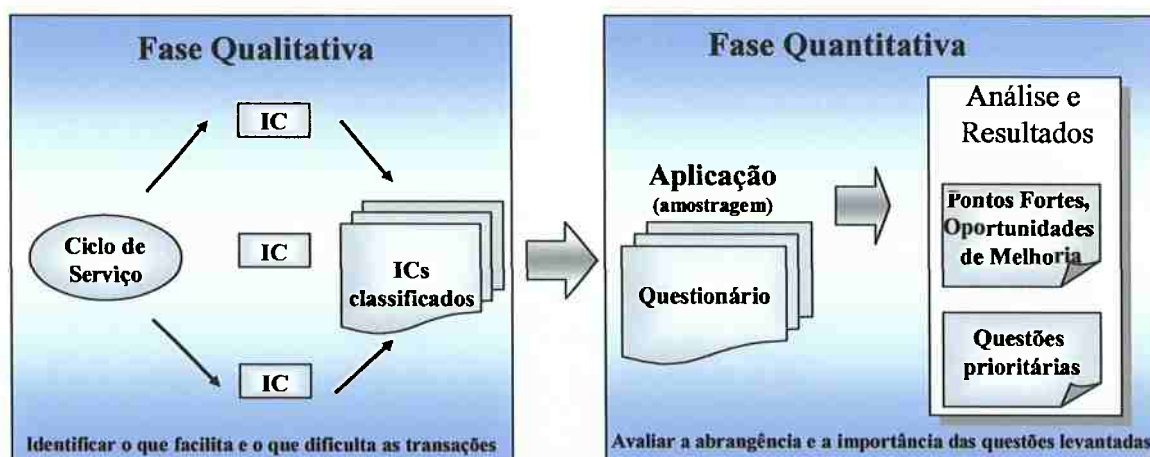 Fase Qualitativa
IC
Ciclo de
Serviço
IC
ICs
classificados
IC
Identificar o que facilita e o que dificulta as transações
Fase Quantitativa
Aplicação
(amostragem)
Questionário
Análise e
Resultados
Pontos Fortes,
Oportunidades
de Melhoria
Questões
prioritárias
Avaliar a abrangência e a importância das questões levantadas